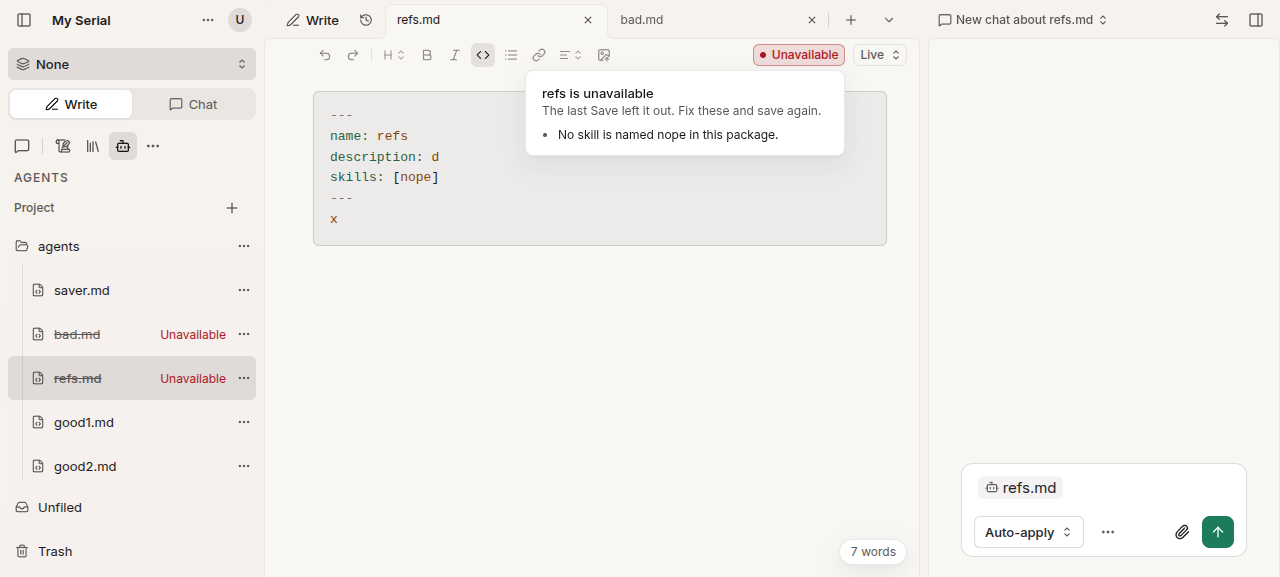 My Serial
U
None
Write
Chat
AGENTS
Project
agents
saver.md
bad.md Unavailable
refs.md Unavailable
good1.md
good2.md
Unfiled
Trash
Write
refs.md
bad.md
H
B
I
Unavailable
Live
refs is unavailable
The last Save left it out. Fix these and save again.
• No skill is named nope in this package.
---
name: refs
description: d
skills: [nope]
---
x
7 words
New chat about refs.md
refs.md
Auto-apply